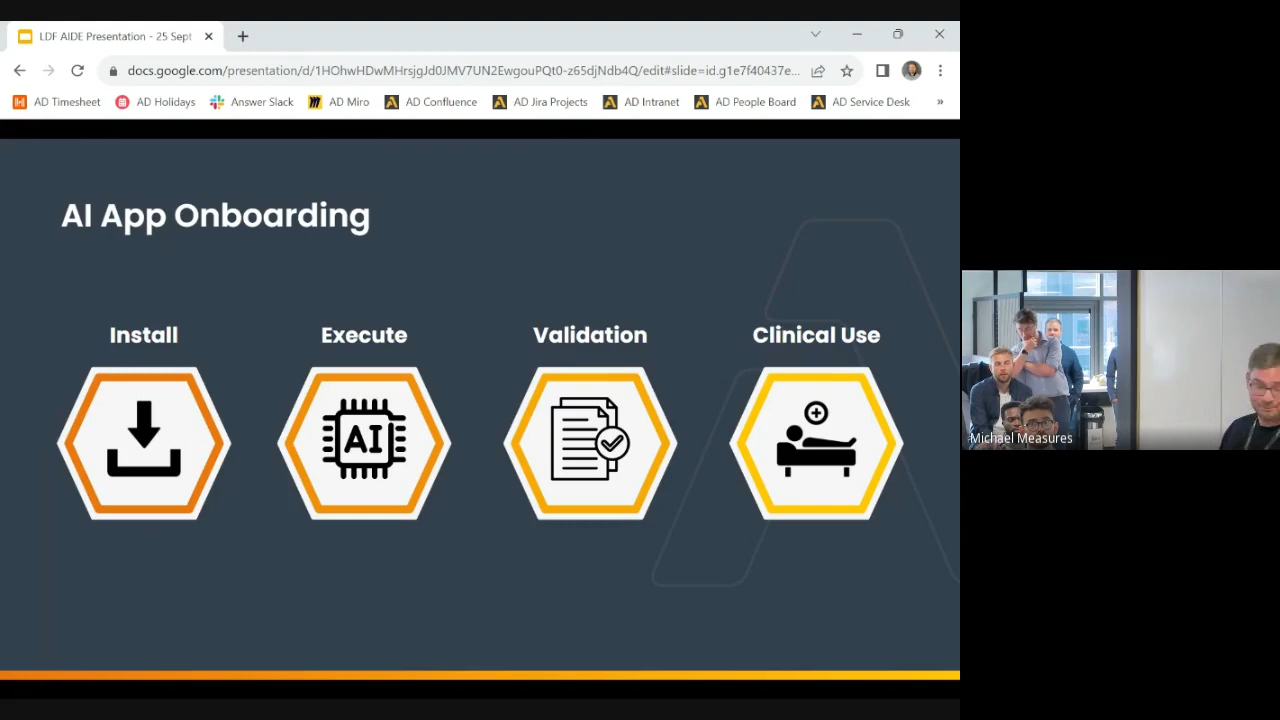 LDF AIDE Presentation - 25 Sept
docs.google.com/presentation/d/1HOhwHDwMHrsjgJd0JMV7UN2EwgouPQt0-z65djNdb4Q/edit#slide=id.g1e7f40437e...
AD Timesheet AD Holidays Answer Slack AD Miro AD Confluence AD Jira Projects AD Intranet AD People Board AD Service Desk »
AI App Onboarding
Install Execute Validation Clinical Use
AI
Michael Measures